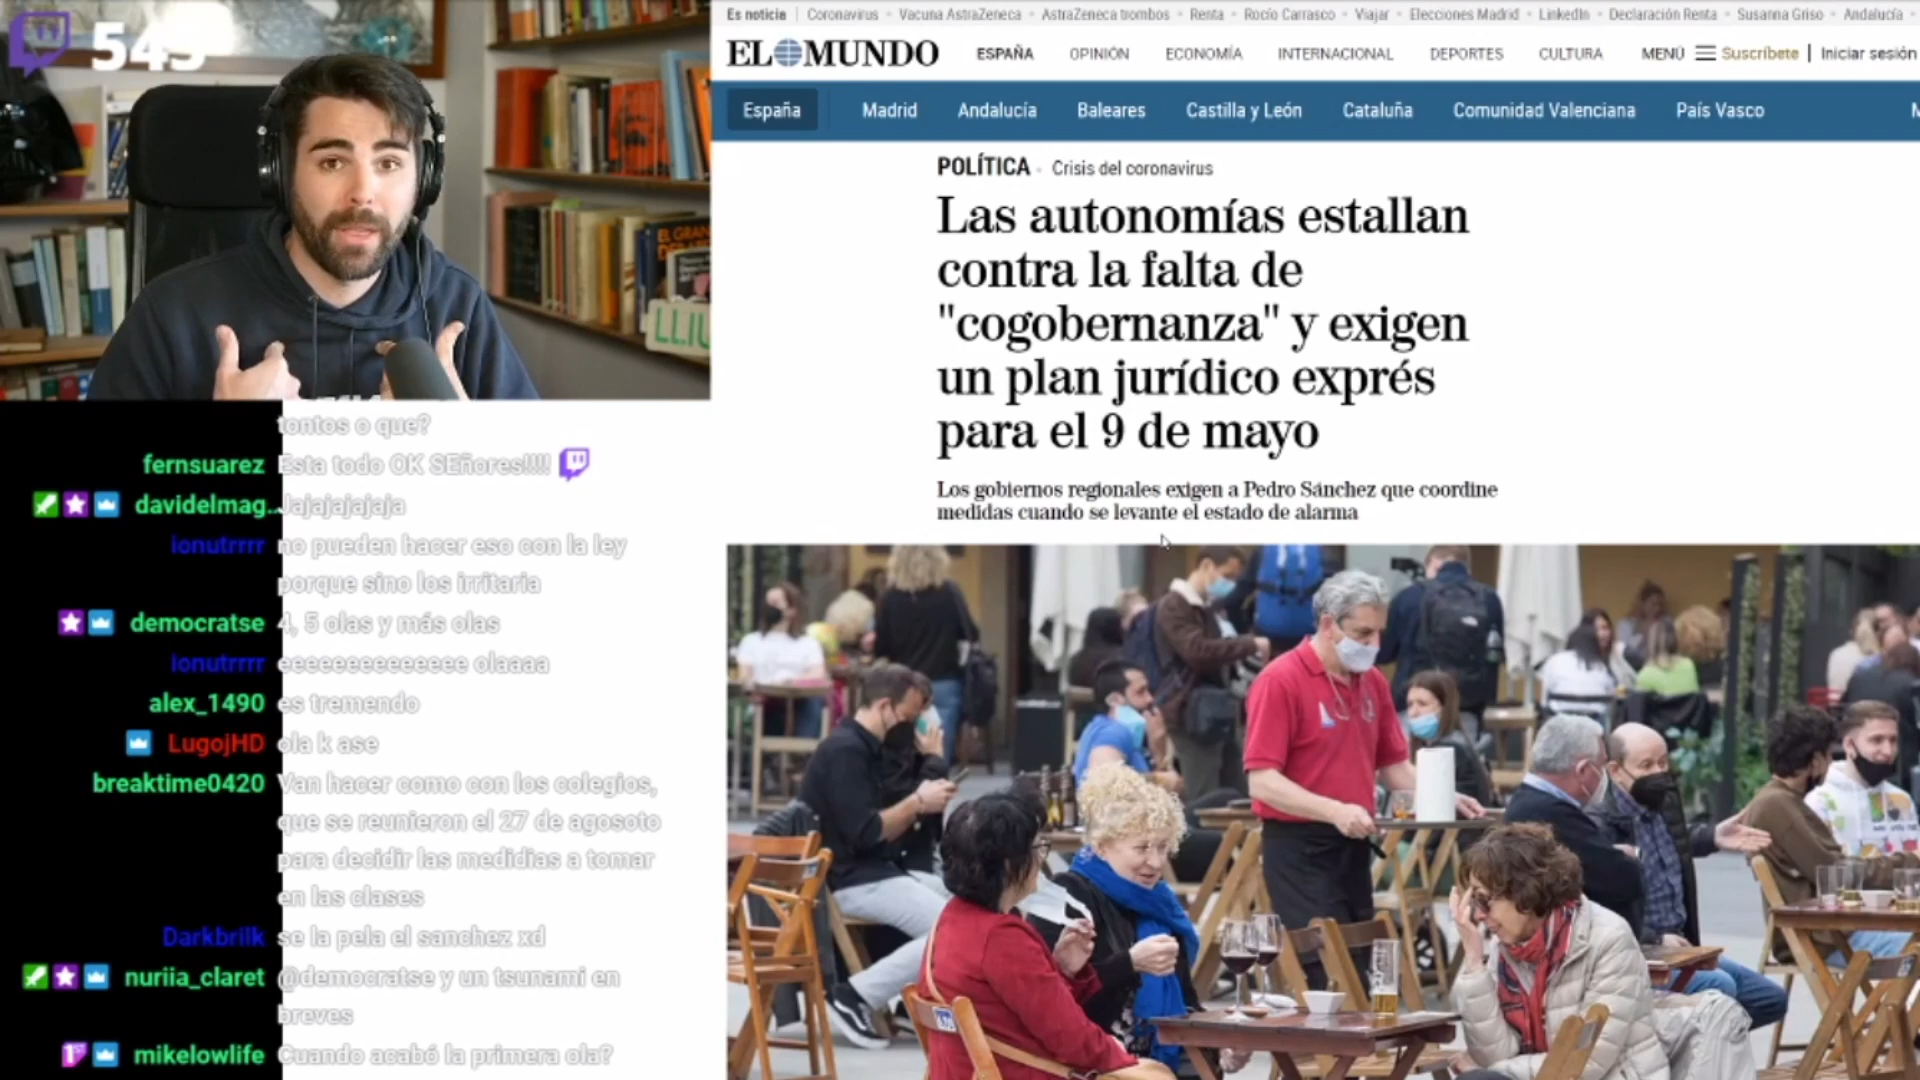 545
EL GRAN
LLIU
Es noticia
Coronavirus
Vacuna AstraZeneca
AstraZeneca trombos
Renta
Rocío Carrasco
Viajar
Elecciones Madrid
LinkedIn
Declaración Renta
Susanna Griso
Andalucía
EL MUNDO
ESPAÑA
OPINIÓN
ECONOMÍA
INTERNACIONAL
DEPORTES
CULTURA
MENÚ
Suscríbete | Iniciar sesión
España
Madrid
Andalucía
Baleares
Castilla y León
Cataluña
Comunidad Valenciana
País Vasco
POLÍTICA - Crisis del coronavirus
Las autonomías estallan
contra la falta de
"cogobernanza" y exigen
un plan jurídico exprés
para el 9 de mayo
Los gobiernos regionales exigen a Pedro Sánchez que coordine
medidas cuando se levante el estado de alarma
tontos o que?
fernsuarez Esta todo OK SEñores!!!!
davidelmag... Jajajajajaja
ionutrrrr no pueden hacer eso con la ley
porque sino los irritaria
democratse 4, 5 olas y más olas
ionutrrrr eeeeeeeeeeeeee olaaaa
alex_1490 es tremendo
LugojHD ola k ase
breaktime0420 Van hacer como con los colegios,
que se reunieron el 27 de agosoto
para decidir las medidias a tomar
en las clases
Darkbrilk se la pela el sanchez xd
nuriia_claret @democratse y un tsunami en
breves
mikelowlife Cuando acabó la primera ola?